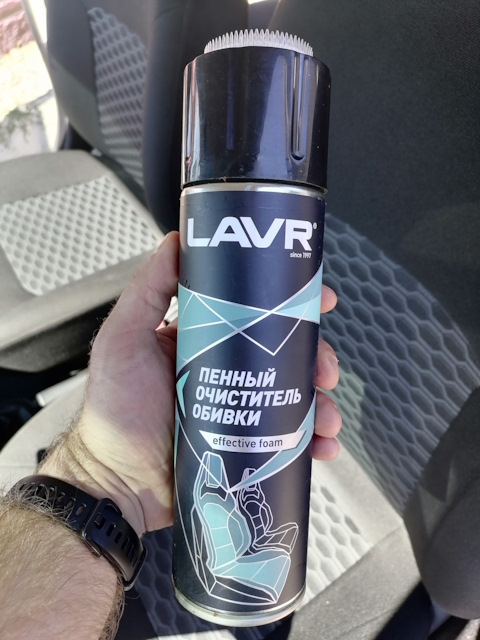 LAVR®
since 1997
ПЕННЫЙ
ОЧИСТИТЕЛЬ
ОБИВКИ
effective foam